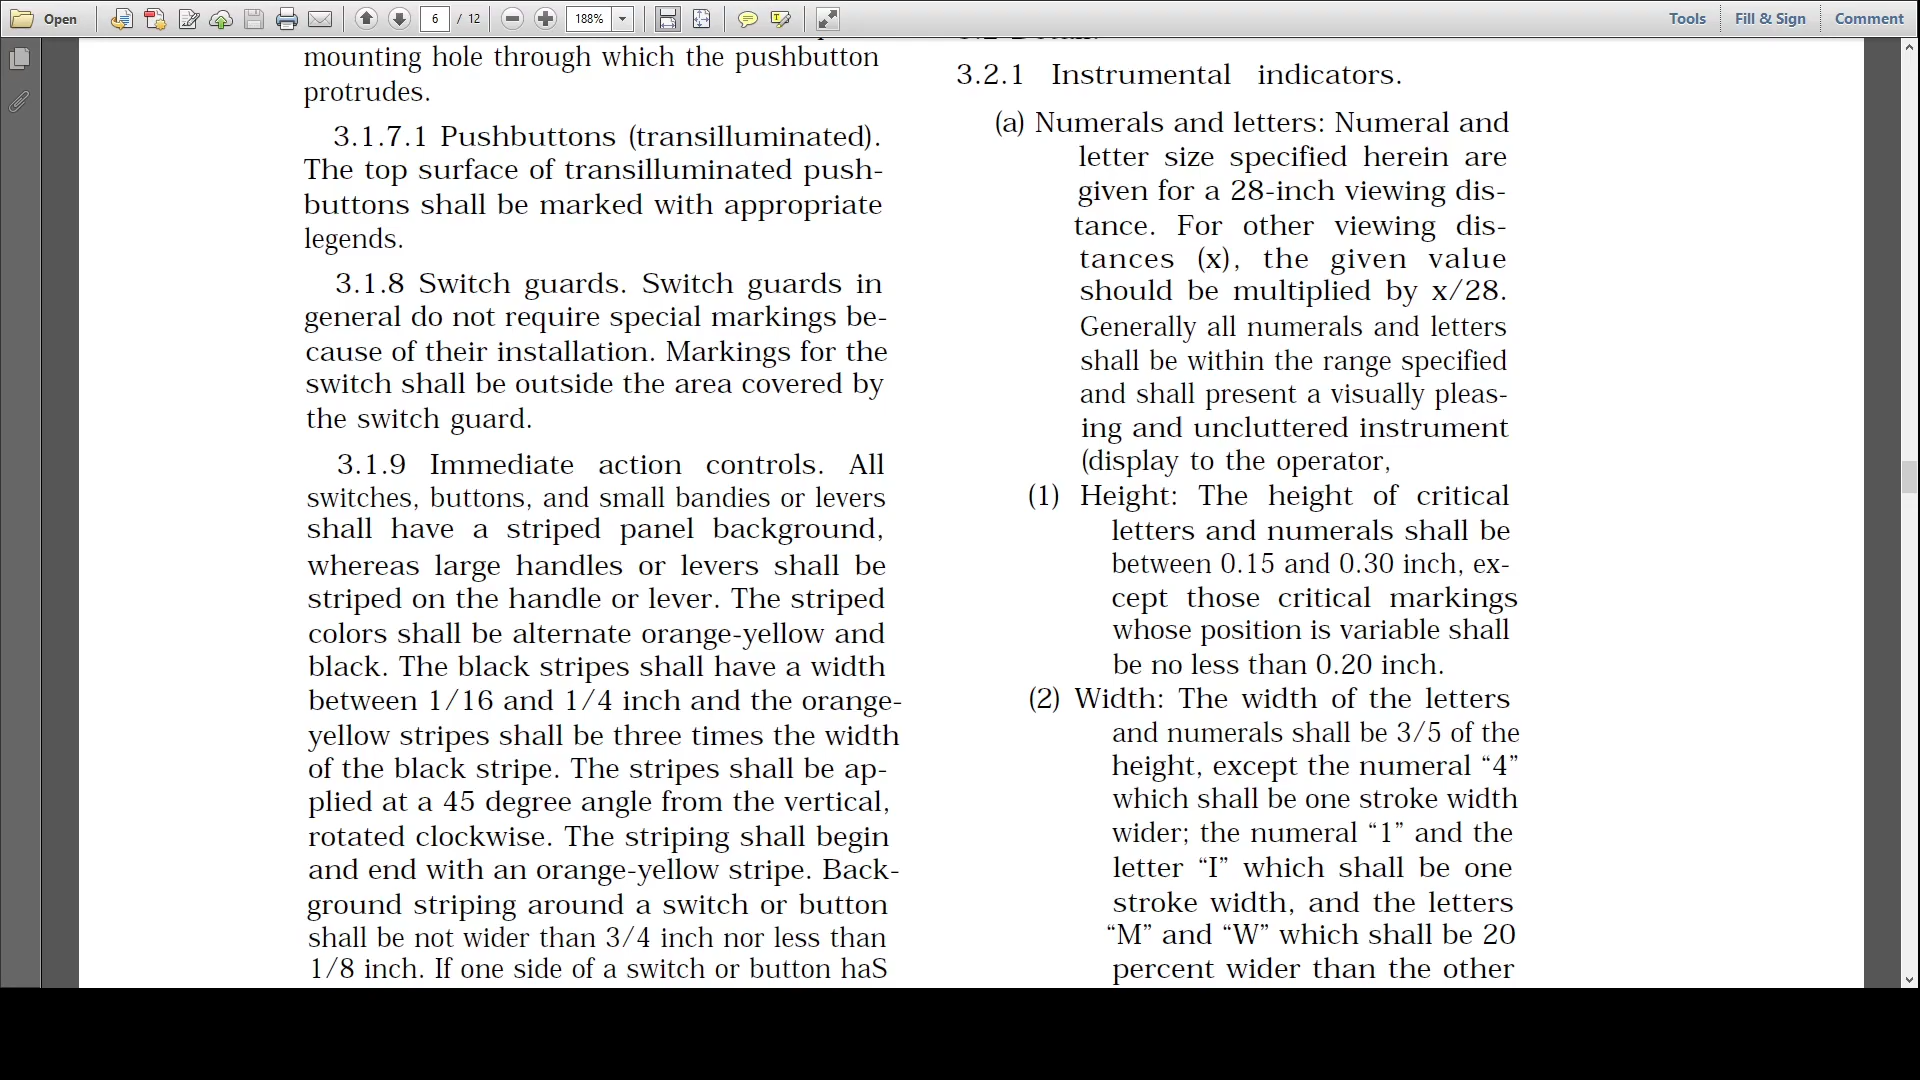 Open
6 / 12
188%
Tools
Fill & Sign
Comment
mounting hole through which the pushbutton
protrudes.
3.1.7.1 Pushbuttons (transilluminated).
The top surface of transilluminated push-
buttons shall be marked with appropriate
legends.
3.1.8 Switch guards. Switch guards in
general do not require special markings be-
cause of their installation. Markings for the
switch shall be outside the area covered by
the switch guard.
3.1.9 Immediate action controls. All
switches, buttons, and small bandies or levers
shall have a striped panel background,
whereas large handles or levers shall be
striped on the handle or lever. The striped
colors shall be alternate orange-yellow and
black. The black stripes shall have a width
between 1/16 and 1/4 inch and the orange-
yellow stripes shall be three times the width
of the black stripe. The stripes shall be ap-
plied at a 45 degree angle from the vertical,
rotated clockwise. The striping shall begin
and end with an orange-yellow stripe. Back-
ground striping around a switch or button
shall be not wider than 3/4 inch nor less than
1/8 inch. If one side of a switch or button haS
3.2.1 Instrumental indicators.
(a) Numerals and letters: Numeral and
letter size specified herein are
given for a 28-inch viewing dis-
tance. For other viewing dis-
tances (x), the given value
should be multiplied by x/28.
Generally all numerals and letters
shall be within the range specified
and shall present a visually pleas-
ing and uncluttered instrument
(display to the operator,
(1) Height: The height of critical
letters and numerals shall be
between 0.15 and 0.30 inch, ex-
cept those critical markings
whose position is variable shall
be no less than 0.20 inch.
(2) Width: The width of the letters
and numerals shall be 3/5 of the
height, except the numeral “4”
which shall be one stroke width
wider; the numeral “1” and the
letter “I” which shall be one
stroke width, and the letters
“M” and “W” which shall be 20
percent wider than the other